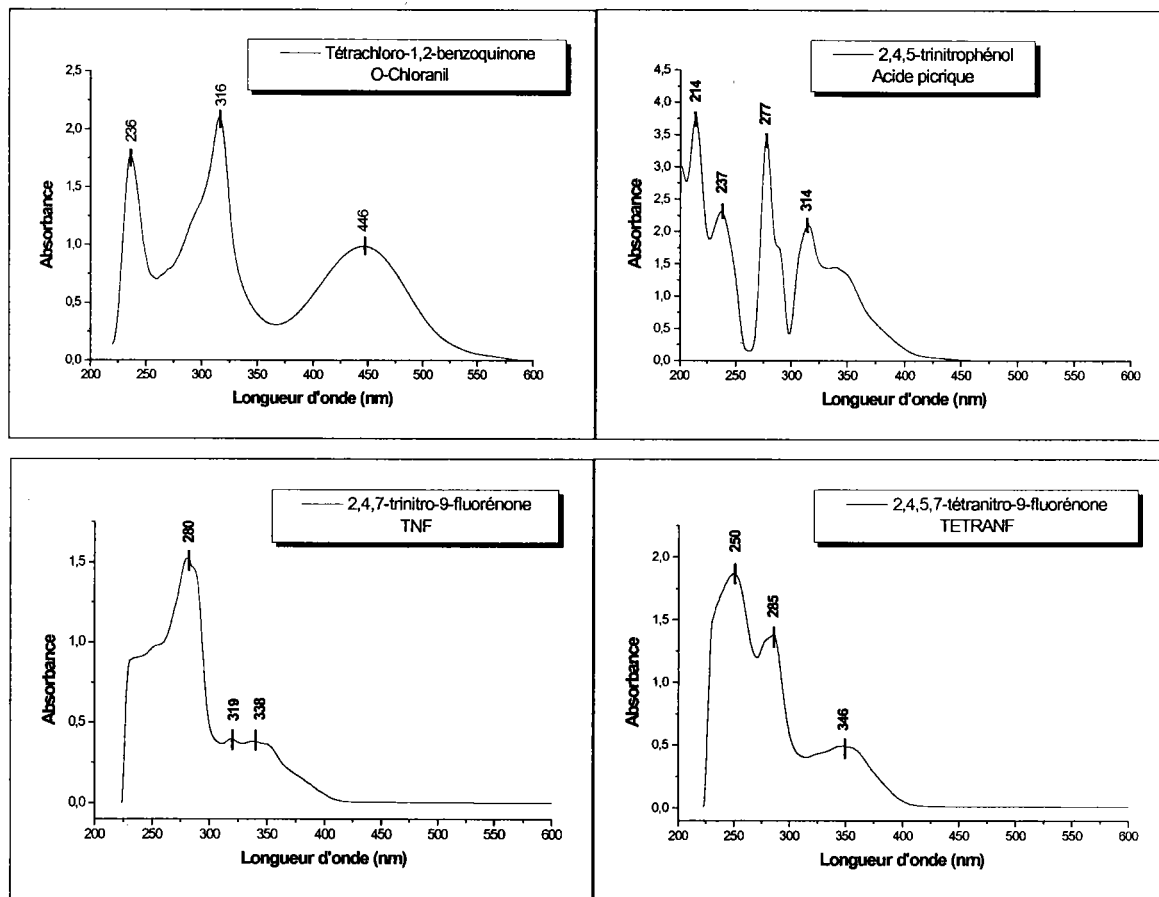 Tétrachloro-1,2-benzoquinone
O-Chloranil
2,5
2,0
1,5
1,0
0,5
0,0
Absorbance
236
316
446
200 250 300 350 400 450 500 550 600
Longueur d'onde (nm)
2,4,5-trinitrophénol
Acide picrique
4,5
4,0
3,5
3,0
2,5
2,0
1,5
1,0
0,5
0,0
Absorbance
214
237
277
314
200 250 300 350 400 450 500 550 600
Longueur d'onde (nm)
2,4,7-trinitro-9-fluorénone
TNF
1,5
1,0
0,5
0,0
Absorbance
280
319
338
200 250 300 350 400 450 500 550 600
Longueur d'onde (nm)
2,4,5,7-tétranitro-9-fluorénone
TETRANF
2,0
1,5
1,0
0,5
0,0
Absorbance
250
285
346
200 250 300 350 400 450 500 550 600
Longueur d'onde (nm)